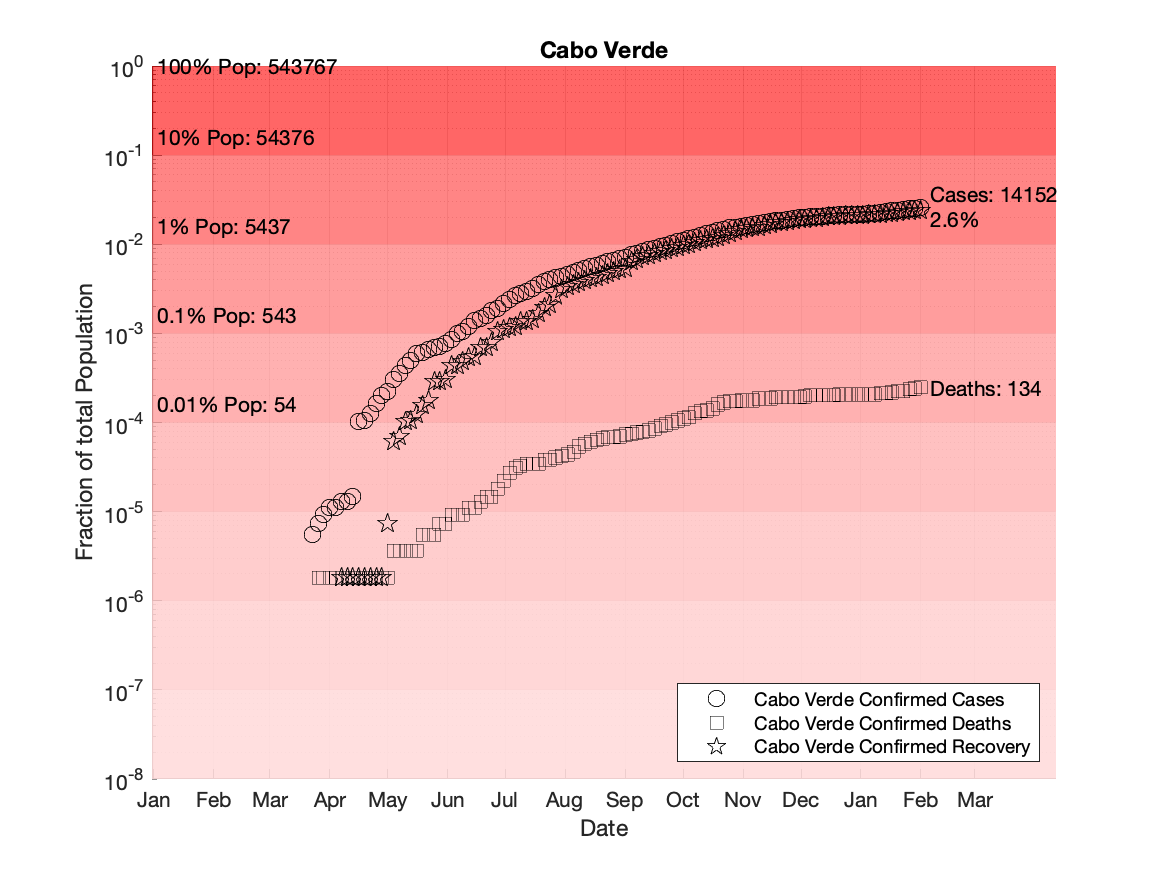 Cabo Verde
10^0
100% Pop: 543767
10% Pop: 54376
10^-1
Cases: 14152
2.6%
1% Pop: 5437
10^-2
0.1% Pop: 543
10^-3
Deaths: 134
0.01% Pop: 54
10^-4
10^-5
10^-6
10^-7
10^-8
Fraction of total Population
Cabo Verde Confirmed Cases
Cabo Verde Confirmed Deaths
Cabo Verde Confirmed Recovery
Jan Feb Mar Apr May Jun Jul Aug Sep Oct Nov Dec Jan Feb Mar
Date